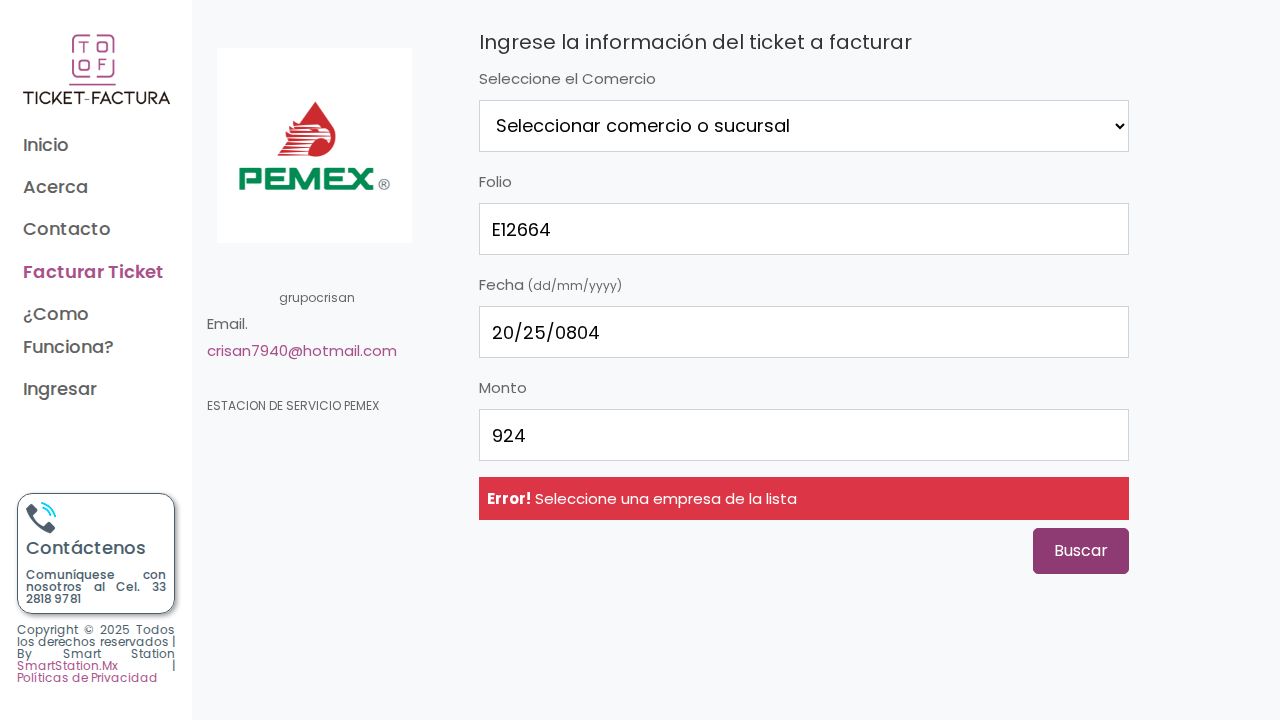 TO
OF
TICKET-FACTURA
Inicio
Acerca
Contacto
Facturar Ticket
¿Como
Funciona?
Ingresar
Contáctenos
Comuníquese con
nosotros al Cel. 33
2818 9781
Copyright © 2025 Todos
los derechos reservados |
By Smart Station
SmartStation.Mx |
Políticas de Privacidad
PEMEX®
grupocrisan
Email.
crisan7940@hotmail.com
ESTACION DE SERVICIO PEMEX
Ingrese la información del ticket a facturar
Seleccione el Comercio
Seleccionar comercio o sucursal
Folio
E12664
Fecha (dd/mm/yyyy)
20/25/0804
Monto
924
Error! Seleccione una empresa de la lista
Buscar